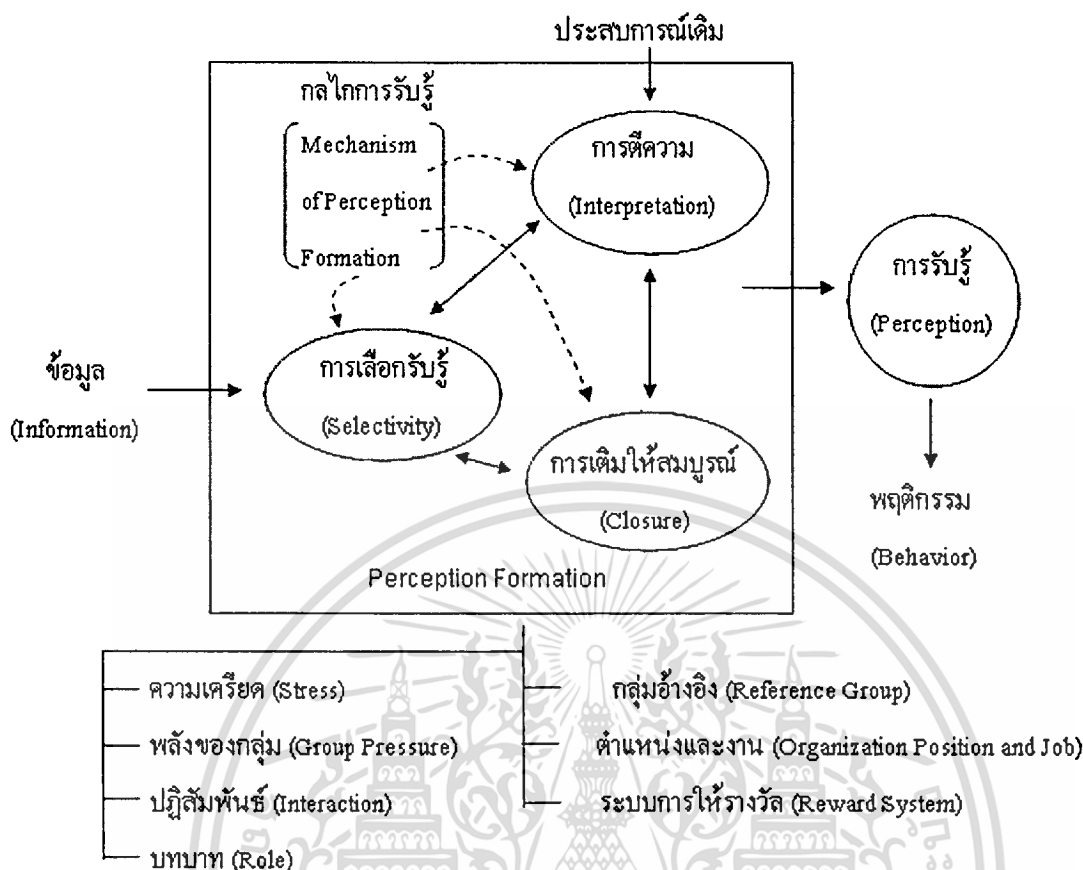 ประสบการณ์เดิม
กลไกการรับรู้
Mechanism
of Perception
Formation
การตีความ
(Interpretation)
การรับรู้
(Perception)
ข้อมูล
(Information)
การเลือกรับรู้
(Selectivity)
การเติมให้สมบูรณ์
(Closure)
พฤติกรรม
(Behavior)
Perception Formation
ความเครียด (Stress)
พลังของกลุ่ม (Group Pressure)
ปฏิสัมพันธ์ (Interaction)
บทบาท (Role)
กลุ่มอ้างอิง (Reference Group)
ตำแหน่งและงาน (Organization Position and Job)
ระบบการให้รางวัล (Reward System)